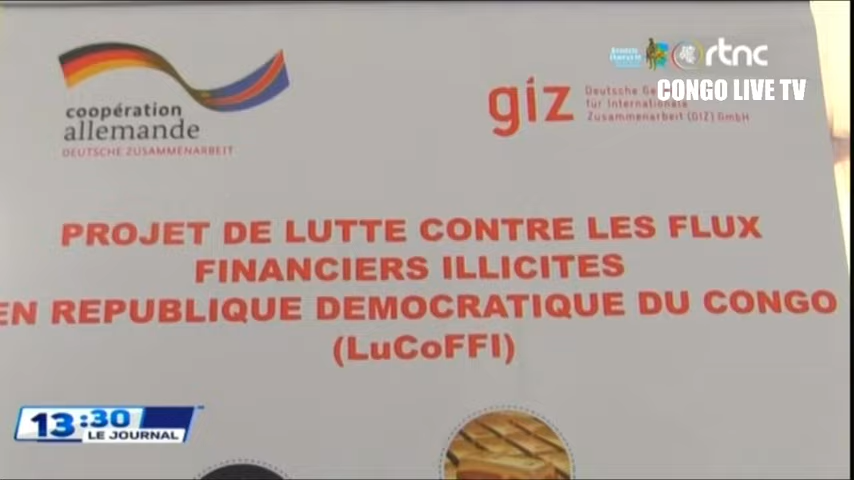 rtnc
CONGO LIVE TV
coopération
allemande
DEUTSCHE ZUSAMMENARBEIT
giz
Deutsche
für Internationale
Zusammenarbeit (GIZ) GmbH
PROJET DE LUTTE CONTRE LES FLUX
FINANCIERS ILLICITES
EN REPUBLIQUE DEMOCRATIQUE DU CONGO
(LuCoFFI)
13:30
LE JOURNAL